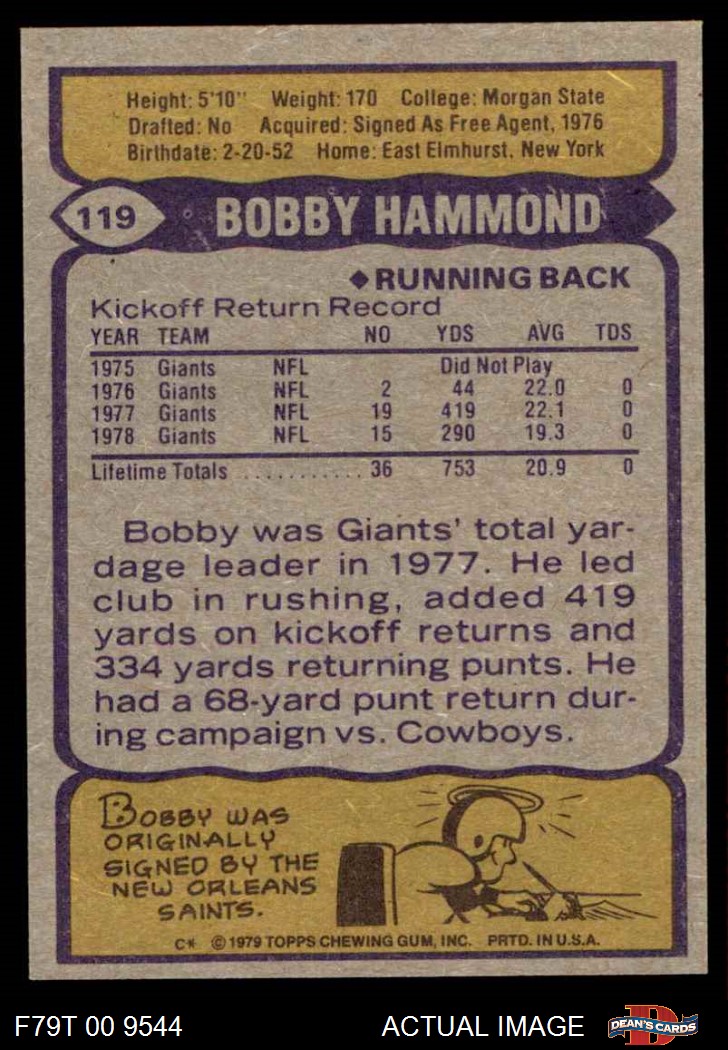 Height: 5'10" Weight: 170 College: Morgan State
Drafted: No Acquired: Signed As Free Agent, 1976
Birthdate: 2-20-52 Home: East Elmhurst, New York
119 BOBBY HAMMOND
◆RUNNING BACK
Kickoff Return Record
YEAR TEAM NO YDS AVG TDS
1975 Giants NFL Did Not Play
1976 Giants NFL 2 44 22.0 0
1977 Giants NFL 19 419 22.1 0
1978 Giants NFL 15 290 19.3 0
Lifetime Totals ............ 36 753 20.9 0
Bobby was Giants' total yar-
dage leader in 1977. He led
club in rushing, added 419
yards on kickoff returns and
334 yards returning punts. He
had a 68-yard punt return dur-
ing campaign vs. Cowboys.
BOBBY WAS
ORIGINALLY
SIGNED BY THE
NEW ORLEANS
SAINTS.
C* © 1979 TOPPS CHEWING GUM, INC. PRTD. IN U.S.A.
F79T 00 9544 ACTUAL IMAGE D DEAN'S CARDS